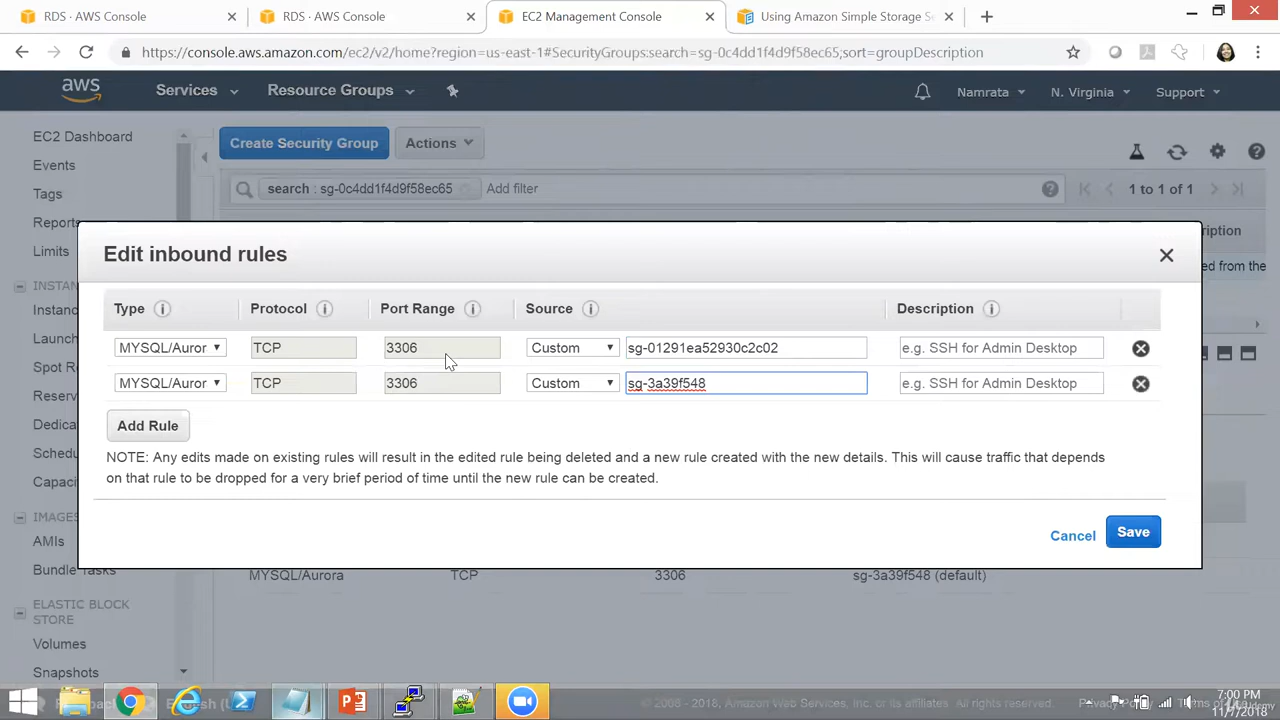 RDS · AWS Console
RDS · AWS Console
EC2 Management Console
Using Amazon Simple Storage Se
https://console.aws.amazon.com/ec2/v2/home?region=us-east-1#SecurityGroups:search=sg-0c4dd1f4d9f58ec65;sort=groupDescription
aws
Services
Resource Groups
Namrata
N. Virginia
Support
EC2 Dashboard
Events
Tags
Reports
Limits
Create Security Group
Actions
search : sg-0c4dd1f4d9f58ec65
Add filter
1 to 1 of 1
ription
ed from the
Edit inbound rules
Type Protocol Port Range Source Description
MYSQL/Auror TCP 3306 Custom sg-01291ea52930c2c02 e.g. SSH for Admin Desktop
MYSQL/Auror TCP 3306 Custom sg-3a39f548 e.g. SSH for Admin Desktop
Add Rule
NOTE: Any edits made on existing rules will result in the edited rule being deleted and a new rule created with the new details. This will cause traffic that depends
on that rule to be dropped for a very brief period of time until the new rule can be created.
Cancel
Save
INSTAN
Instanc
Launch
Spot R
Reserv
Dedica
Schedu
Capaci
IMAGES
AMIs
Bundle Tasks
ELASTIC BLOCK
STORE
Volumes
Snapshots
MYSQL/Aurora TCP 3306 sg-3a39f548 (default)
© 2008 - 2018, Amazon Web Services, Inc. or its affiliates. All rights reserved.
7:00 PM
11/7/2018